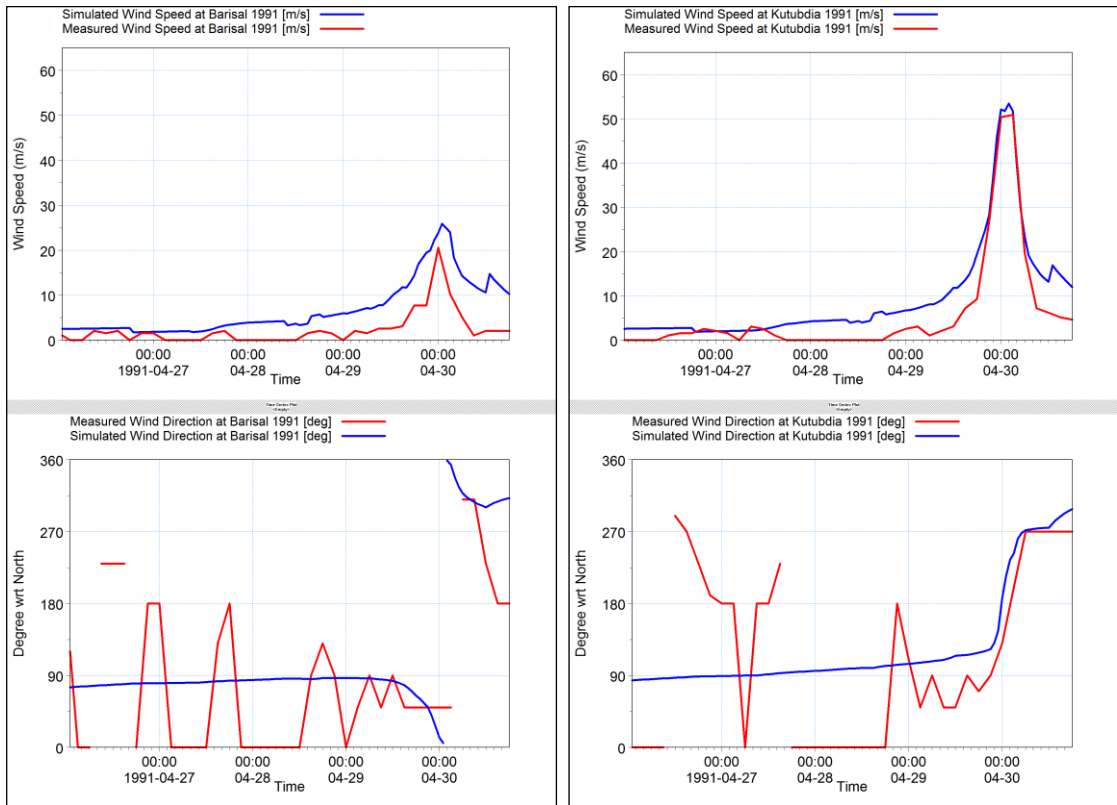 Simulated Wind Speed at Barisal 1991 [m/s]
Measured Wind Speed at Barisal 1991 [m/s]
Wind Speed (m/s)
60
50
40
30
20
10
0
00:00 00:00 00:00 00:00
1991-04-27 04-28 04-29 04-30
Time
Time Series Plot
(Empty)
Measured Wind Direction at Barisal 1991 [deg]
Simulated Wind Direction at Barisal 1991 [deg]
Degree wrt North
360
270
180
90
0
00:00 00:00 00:00 00:00
1991-04-27 04-28 04-29 04-30
Time
Simulated Wind Speed at Kutubdia 1991 [m/s]
Measured Wind Speed at Kutubdia 1991 [m/s]
Wind Speed (m/s)
60
50
40
30
20
10
0
00:00 00:00 00:00 00:00
1991-04-27 04-28 04-29 04-30
Time
Time Series Plot
(Empty)
Measured Wind Direction at Kutubdia 1991 [deg]
Simulated Wind Direction at Kutubdia 1991 [deg]
Degree wrt North
360
270
180
90
0
00:00 00:00 00:00 00:00
1991-04-27 04-28 04-29 04-30
Time